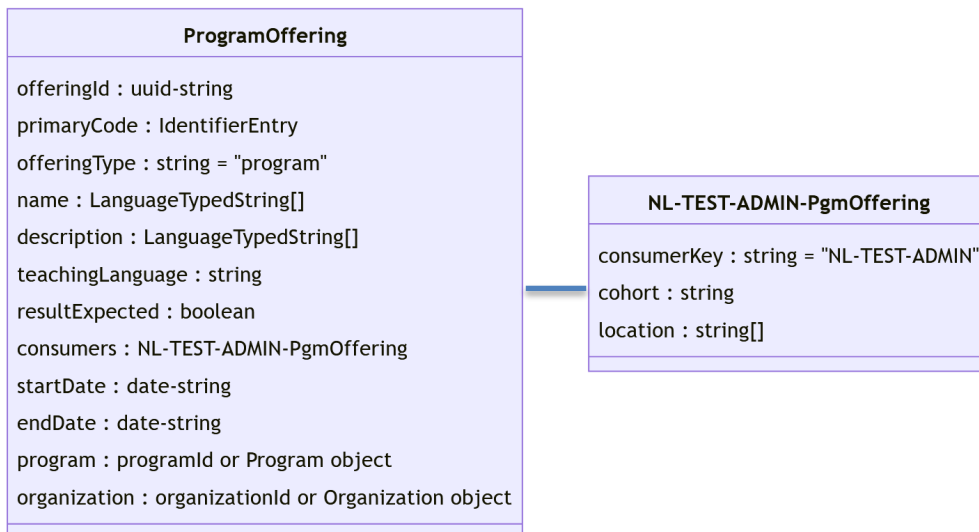 ProgramOffering
offeringId : uuid-string
primaryCode : IdentifierEntry
offeringType : string = "program"
name : LanguageTypedString[]
description : LanguageTypedString[]
teachingLanguage : string
resultExpected : boolean
consumers : NL-TEST-ADMIN-PgmOffering
startDate : date-string
endDate : date-string
program : programId or Program object
organization : organizationId or Organization object
NL-TEST-ADMIN-PgmOffering
consumerKey : string = "NL-TEST-ADMIN"
cohort : string
location : string[]